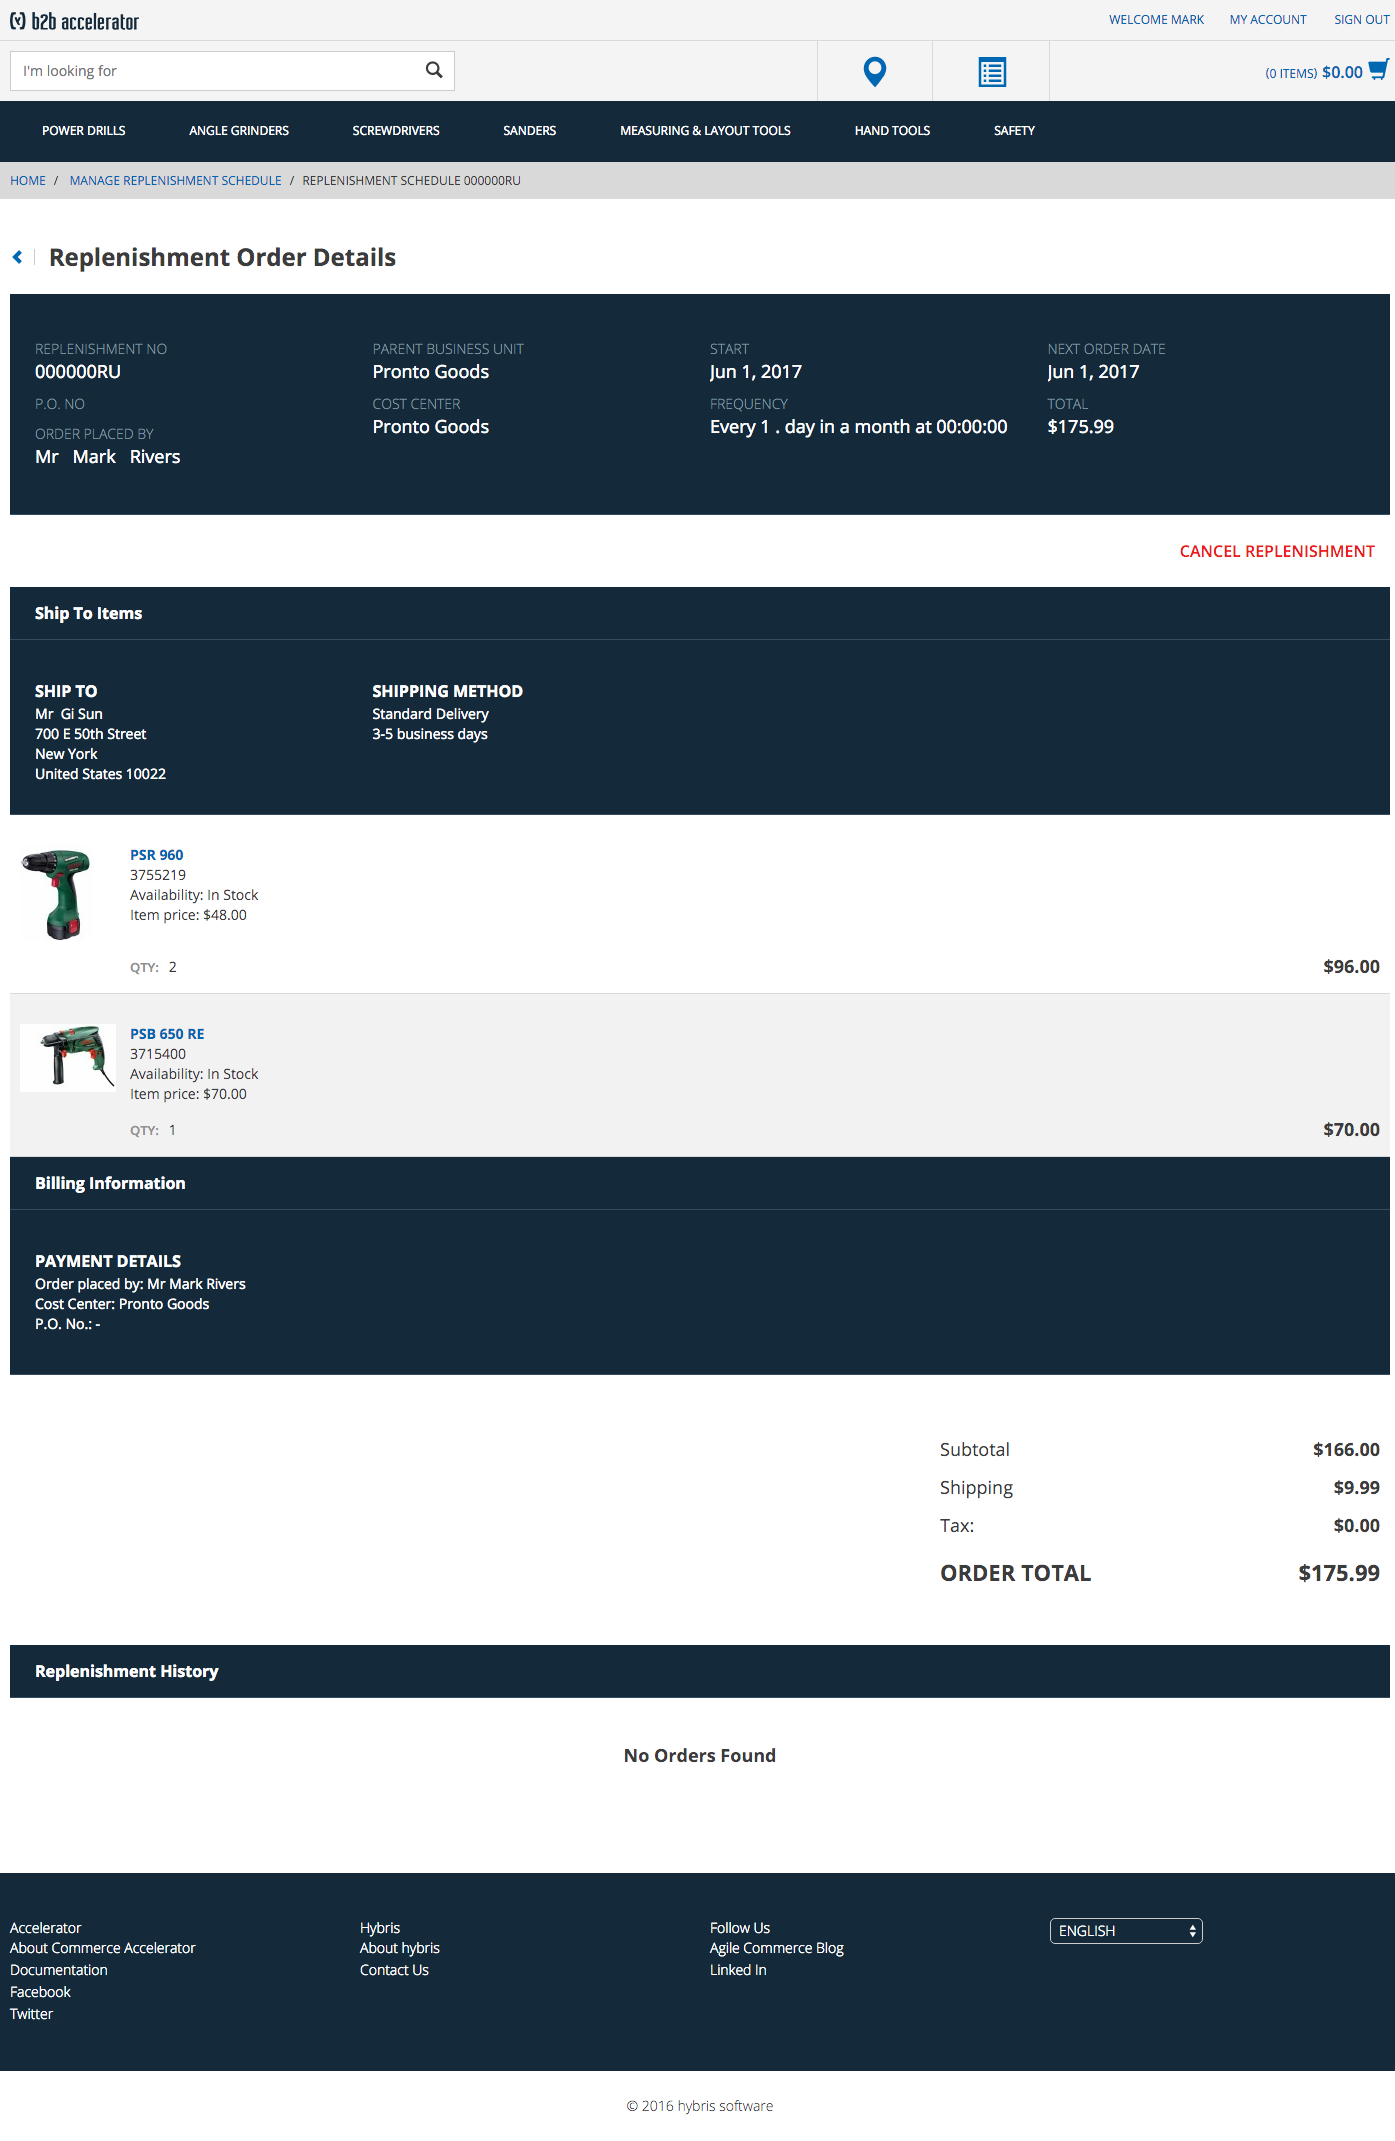 (y) b2b accelerator
WELCOME MARK MY ACCOUNT SIGN OUT
I'm looking for
(0 ITEMS) $0.00
POWER DRILLS ANGLE GRINDERS SCREWDRIVERS SANDERS MEASURING & LAYOUT TOOLS HAND TOOLS SAFETY
HOME / MANAGE REPLENISHMENT SCHEDULE / REPLENISHMENT SCHEDULE 000000RU
Replenishment Order Details
REPLENISHMENT NO
000000RU
P.O. NO
ORDER PLACED BY
Mr Mark Rivers
PARENT BUSINESS UNIT
Pronto Goods
COST CENTER
Pronto Goods
START
Jun 1, 2017
FREQUENCY
Every 1 . day in a month at 00:00:00
NEXT ORDER DATE
Jun 1, 2017
TOTAL
$175.99
CANCEL REPLENISHMENT
Ship To Items
SHIP TO
Mr Gi Sun
700 E 50th Street
New York
United States 10022
SHIPPING METHOD
Standard Delivery
3-5 business days
PSR 960
3755219
Availability: In Stock
Item price: $48.00
QTY: 2 $96.00
PSB 650 RE
3715400
Availability: In Stock
Item price: $70.00
QTY: 1 $70.00
Billing Information
PAYMENT DETAILS
Order placed by: Mr Mark Rivers
Cost Center: Pronto Goods
P.O. No.: -
Subtotal $166.00
Shipping $9.99
Tax: $0.00
ORDER TOTAL $175.99
Replenishment History
No Orders Found
Accelerator
About Commerce Accelerator
Documentation
Facebook
Twitter
Hybris
About hybris
Contact Us
Follow Us
Agile Commerce Blog
Linked In
ENGLISH
© 2016 hybris software